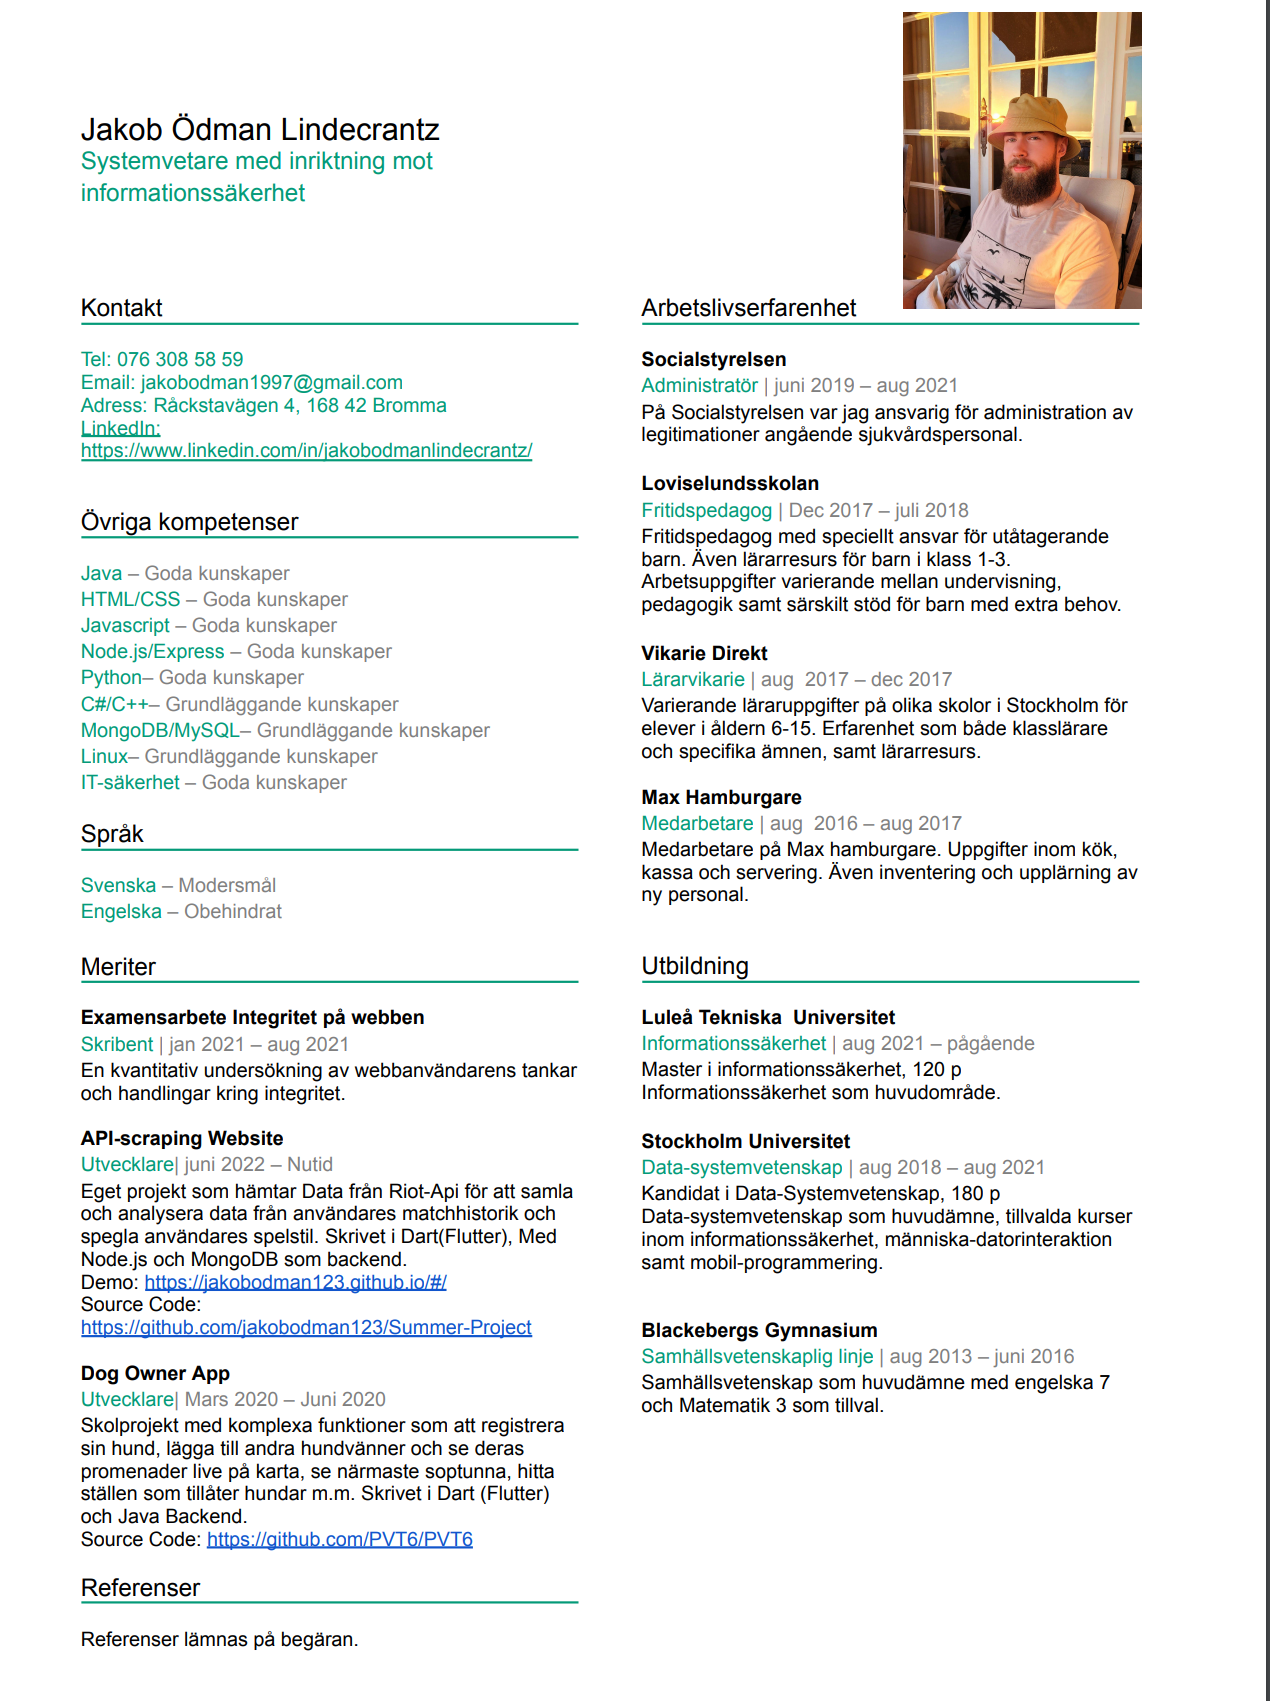 Jakob Ödman Lindecrantz
Systemvetare med inriktning mot
informationssäkerhet
Kontakt
Tel: 076 308 58 59
Email: jakobodman1997@gmail.com
Adress: Råckstavägen 4, 168 42 Bromma
LinkedIn:
https://www.linkedin.com/in/jakobodmanlindecrantz/
Övriga kompetenser
Java – Goda kunskaper
HTML/CSS – Goda kunskaper
Javascript – Goda kunskaper
Node.js/Express – Goda kunskaper
Python– Goda kunskaper
C#/C++– Grundläggande kunskaper
MongoDB/MySQL– Grundläggande kunskaper
Linux– Grundläggande kunskaper
IT-säkerhet – Goda kunskaper
Språk
Svenska – Modersmål
Engelska – Obehindrat
Meriter
Examensarbete Integritet på webben
Skribent | jan 2021 – aug 2021
En kvantitativ undersökning av webbanvändarens tankar
och handlingar kring integritet.
API-scraping Website
Utvecklare| juni 2022 – Nutid
Eget projekt som hämtar Data från Riot-Api för att samla
och analysera data från användares matchhistorik och
spegla användares spelstil. Skrivet i Dart(Flutter), Med
Node.js och MongoDB som backend.
Demo: https://jakobodman123.github.io/#/
Source Code:
https://github.com/jakobodman123/Summer-Project
Dog Owner App
Utvecklare| Mars 2020 – Juni 2020
Skolprojekt med komplexa funktioner som att registrera
sin hund, lägga till andra hundvänner och se deras
promenader live på karta, se närmaste soptunna, hitta
ställen som tillåter hundar m.m. Skrivet i Dart (Flutter)
och Java Backend.
Source Code: https://github.com/PVT6/PVT6
Referenser
Referenser lämnas på begäran.
Arbetslivserfarenhet
Socialstyrelsen
Administratör | juni 2019 – aug 2021
På Socialstyrelsen var jag ansvarig för administration av
legitimationer angående sjukvårdspersonal.
Loviselundsskolan
Fritidspedagog | Dec 2017 – juli 2018
Fritidspedagog med speciellt ansvar för utåtagerande
barn. Även lärarresurs för barn i klass 1-3.
Arbetsuppgifter varierande mellan undervisning,
pedagogik samt särskilt stöd för barn med extra behov.
Vikarie Direkt
Lärarvikarie | aug  2017 – dec 2017
Varierande läraruppgifter på olika skolor i Stockholm för
elever i åldern 6-15. Erfarenhet som både klasslärare
och specifika ämnen, samt lärarresurs.
Max Hamburgare
Medarbetare | aug  2016 – aug 2017
Medarbetare på Max hamburgare. Uppgifter inom kök,
kassa och servering. Även inventering och upplärning av
ny personal.
Utbildning
Luleå Tekniska  Universitet
Informationssäkerhet | aug 2021 – pågående
Master i informationssäkerhet, 120 p
Informationssäkerhet som huvudområde.
Stockholm Universitet
Data-systemvetenskap | aug 2018 – aug 2021
Kandidat i Data-Systemvetenskap, 180 p
Data-systemvetenskap som huvudämne, tillvalda kurser
inom informationssäkerhet, människa-datorinteraktion
samt mobil-programmering.
Blackebergs Gymnasium
Samhällsvetenskaplig linje | aug 2013 – juni 2016
Samhällsvetenskap som huvudämne med engelska 7
och Matematik 3 som tillval.